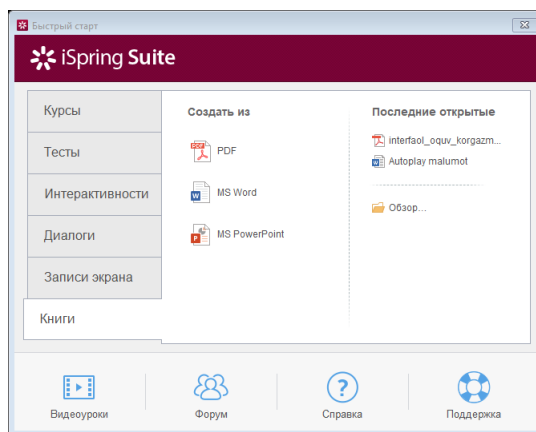 Быстрый старт
iSpring Suite
Курсы
Тесты
Интерактивности
Диалоги
Записи экрана
Книги
Создать из
PDF
MS Word
MS PowerPoint
Последние открытые
interfaol_oquv_korgazm...
Autoplay malumot
Обзор...
Видеоуроки
Форум
Справка
Поддержка